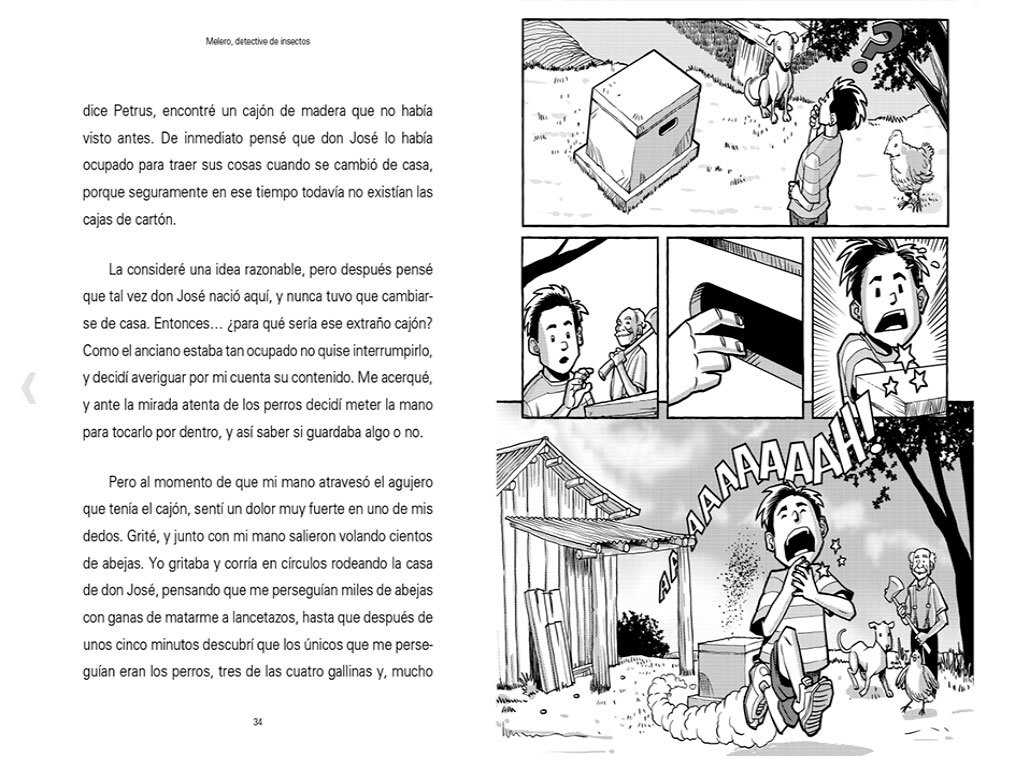 Melero, detective de insectos
dice Petrus, encontré un cajón de madera que no había
visto antes. De inmediato pensé que don José lo había
ocupado para traer sus cosas cuando se cambió de casa,
porque seguramente en ese tiempo todavía no existían las
cajas de cartón.
La consideré una idea razonable, pero después pensé
que tal vez don José nació aquí, y nunca tuvo que cambiar-
se de casa. Entonces… ¿para qué sería ese extraño cajón?
Como el anciano estaba tan ocupado no quise interrumpirlo,
y decidí averiguar por mi cuenta su contenido. Me acerqué,
y ante la mirada atenta de los perros decidí meter la mano
para tocarlo por dentro, y así saber si guardaba algo o no.
Pero al momento de que mi mano atravesó el agujero
que tenía el cajón, sentí un dolor muy fuerte en uno de mis
dedos. Grité, y junto con mi mano salieron volando cientos
de abejas. Yo gritaba y corría en círculos rodeando la casa
de don José, pensando que me perseguían miles de abejas
con ganas de matarme a lancetazos, hasta que después de
unos cinco minutos descubrí que los únicos que me perse-
guían eran los perros, tres de las cuatro gallinas y, mucho
34
?
AAAAAAAAAAH!